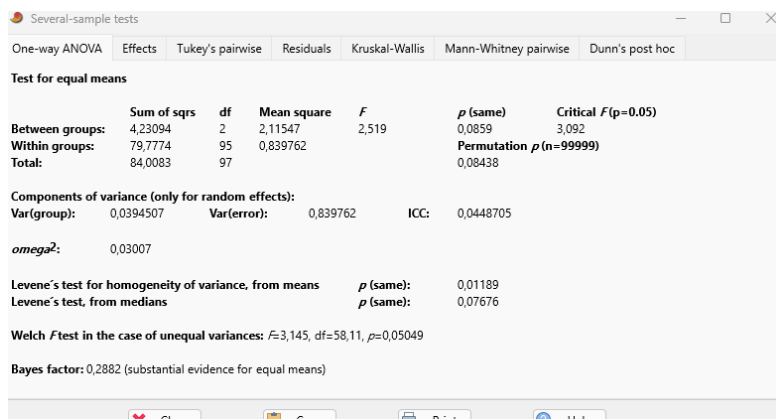 Several-sample tests
One-way ANOVA Effects Tukey's pairwise Residuals Kruskal-Wallis Mann-Whitney pairwise Dunn's post hoc
Test for equal means
Sum of sqrs df Mean square F p (same) Critical F (p=0.05)
Between groups: 4,23094 2 2,11547 2,519 0,0859 3,092
Within groups: 79,7774 95 0,839762 Permutation p (n=99999)
Total: 84,0083 97 0,08438
Components of variance (only for random effects):
Var(group): 0,0394507 Var(error): 0,839762 ICC: 0,0448705
omega2: 0,03007
Levene´s test for homogeneity of variance, from means p (same): 0,01189
Levene´s test, from medians p (same): 0,07676
Welch F test in the case of unequal variances: F=3,145, df=58,11, p=0,05049
Bayes factor: 0,2882 (substantial evidence for equal means)